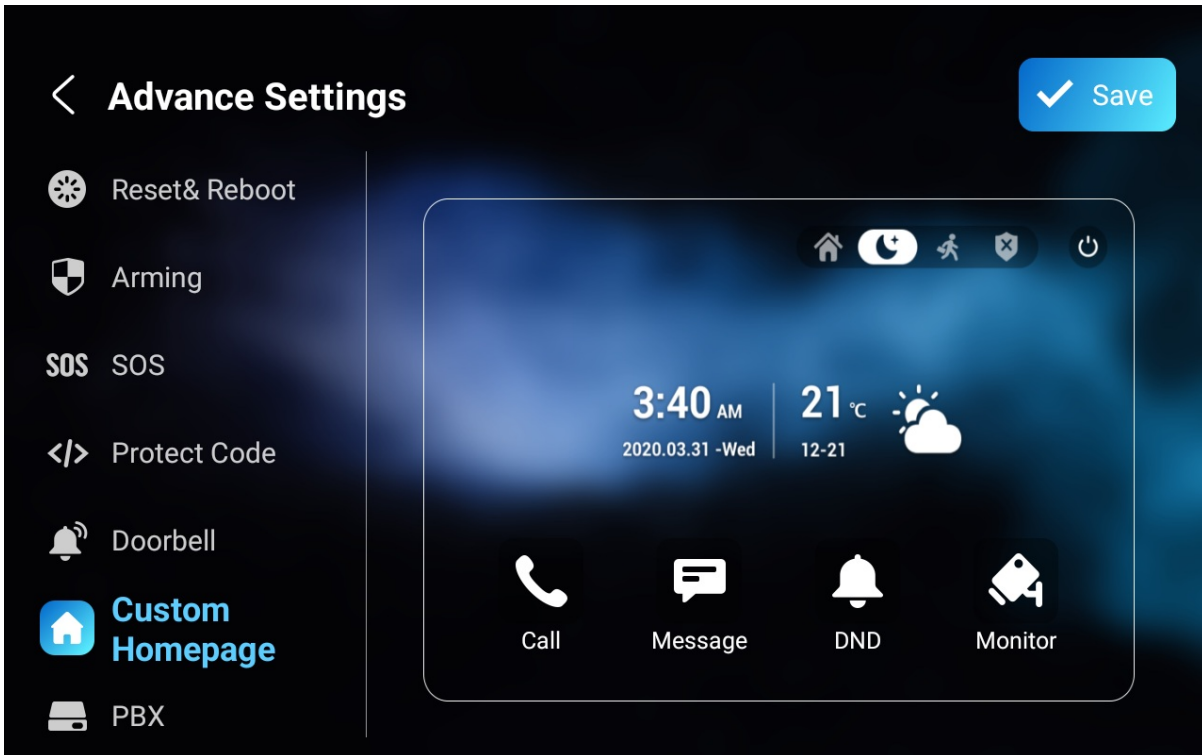 Advance Settings
Save
Reset& Reboot
Arming
SOS SOS
Protect Code
Doorbell
Custom
Homepage
PBX
3:40 AM
2020.03.31 -Wed
21 °C
12-21
Call
Message
DND
Monitor